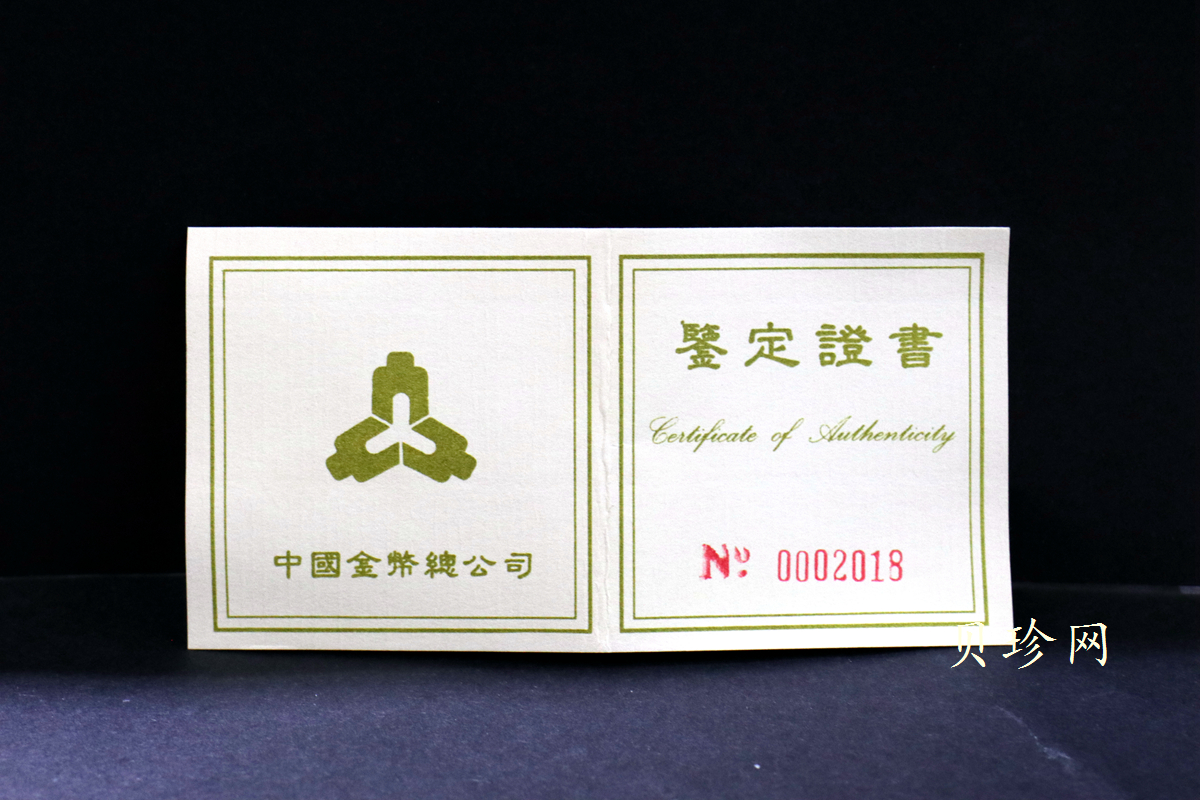 中國金幣總公司
鑒定證書
Certificate of Authenticity
Nº 0002018
贝珍网